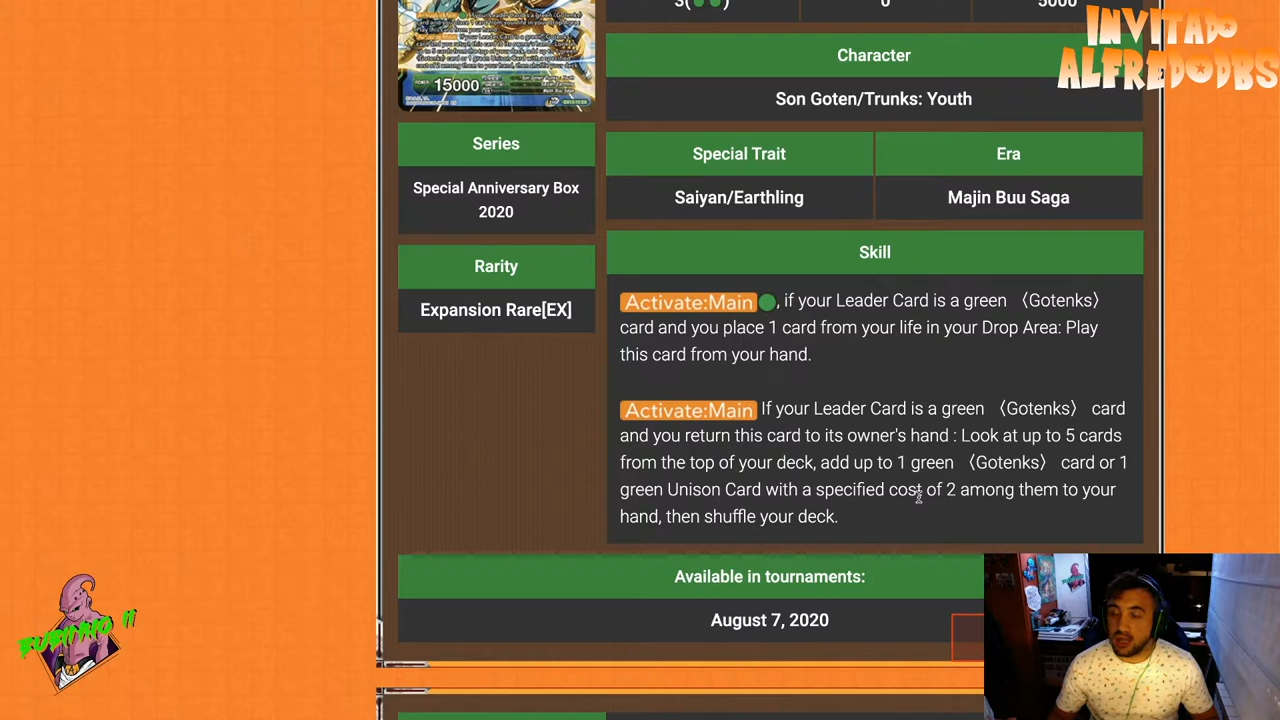 3(
0
5000
INVITADO
ALFREDODBS
Character
15000
Son Goten/Trunks: Youth
Series
Special Trait
Era
Special Anniversary Box
2020
Saiyan/Earthling
Majin Buu Saga
Rarity
Skill
Expansion Rare[EX]
Activate:Main , if your Leader Card is a green 〈Gotenks〉
card and you place 1 card from your life in your Drop Area: Play
this card from your hand.
Activate:Main If your Leader Card is a green 〈Gotenks〉 card
and you return this card to its owner's hand : Look at up to 5 cards
from the top of your deck, add up to 1 green 〈Gotenks〉 card or 1
green Unison Card with a specified cost of 2 among them to your
hand, then shuffle your deck.
Available in tournaments:
August 7, 2020